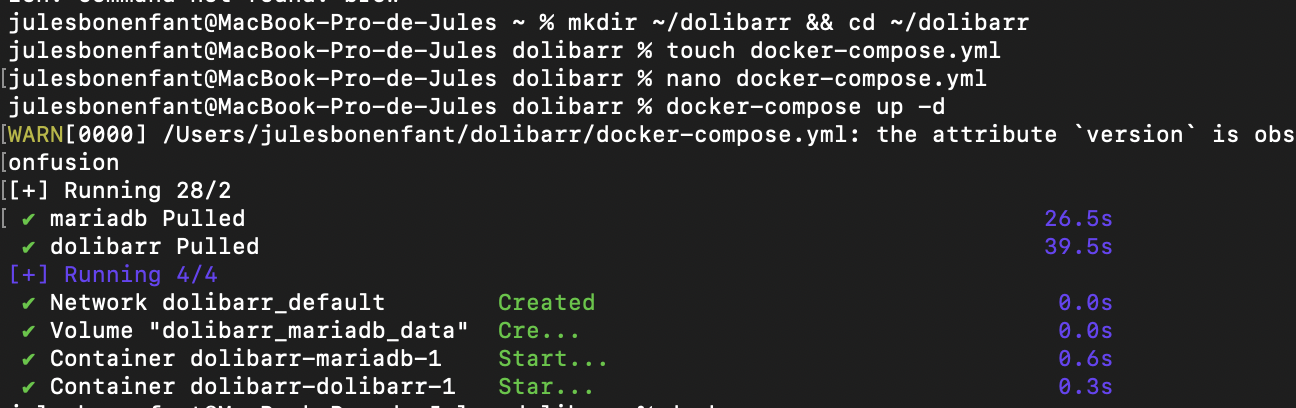 julesbonenfant@MacBook-Pro-de-Jules ~ % mkdir ~/dolibarr && cd ~/dolibarr
julesbonenfant@MacBook-Pro-de-Jules dolibarr % touch docker-compose.yml
[julesbonenfant@MacBook-Pro-de-Jules dolibarr % nano docker-compose.yml
julesbonenfant@MacBook-Pro-de-Jules dolibarr % docker-compose up -d
[WARN[0000] /Users/julesbonenfant/dolibarr/docker-compose.yml: the attribute `version` is obs
[onfusion
[[+] Running 28/2
[ ✔ mariadb Pulled 26.5s
✔ dolibarr Pulled 39.5s
[+] Running 4/4
✔ Network dolibarr_default Created 0.0s
✔ Volume "dolibarr_mariadb_data" Cre... 0.0s
✔ Container dolibarr-mariadb-1 Start... 0.6s
✔ Container dolibarr-dolibarr-1 Star... 0.3s